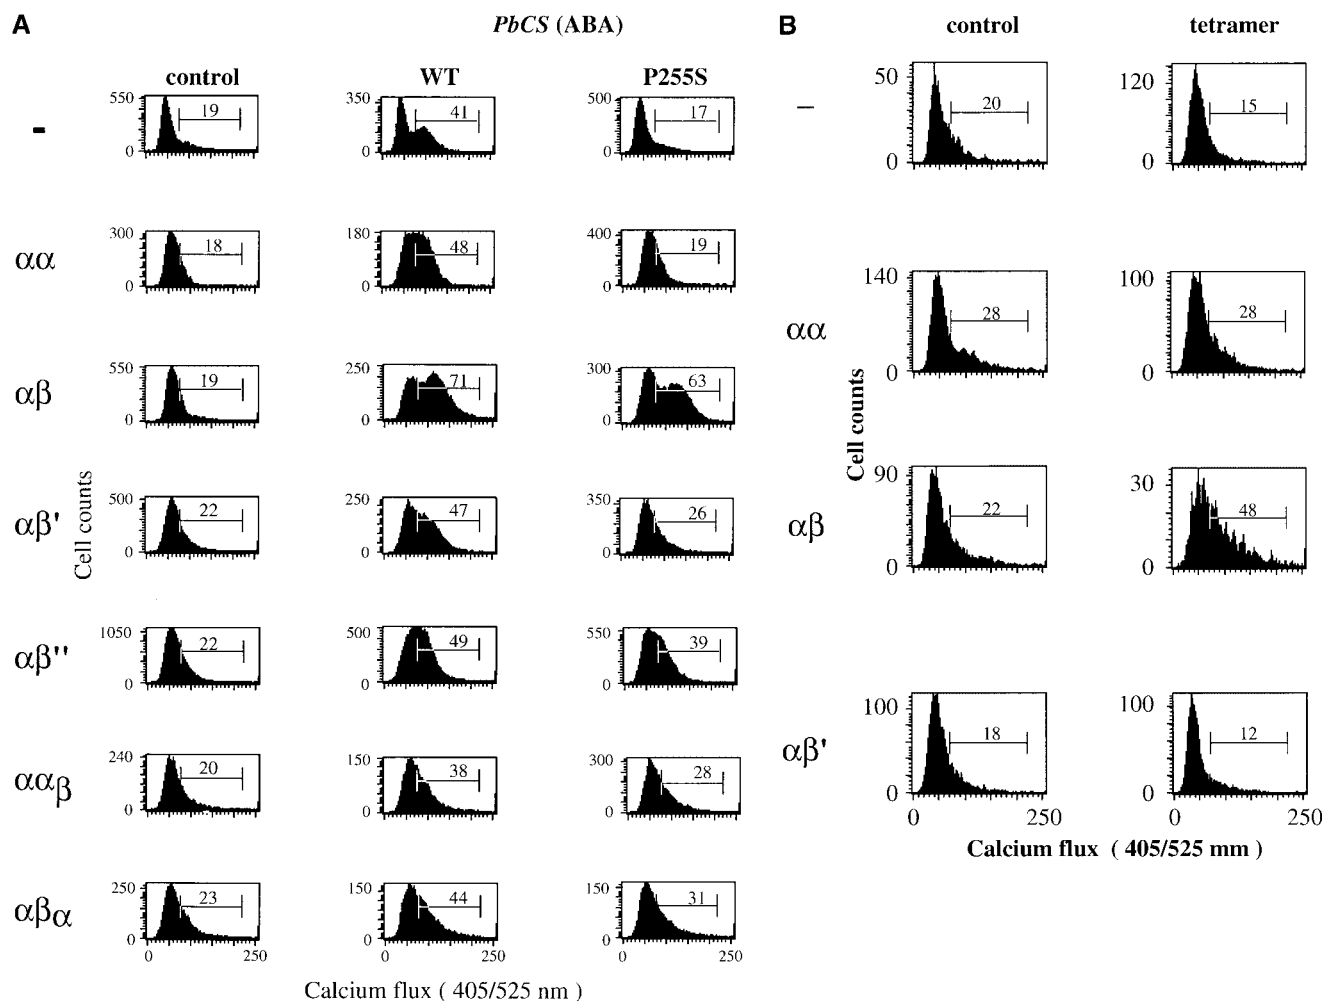 A
PbCS (ABA)
control WT P255S
-
550 19 0
350 41 0
500 17 0
αα
300 18 0
180 48 0
400 19 0
αβ
550 19 0
250 71 0
300 63 0
αβ'
500 22 0
250 47 0
350 26 0
αβ''
1050 22 0
500 49 0
550 39 0
ααβ
240 20 0
150 38 0
300 28 0
αβα
250 23 0
150 44 0
150 31 0
0 250 0 250 0 250
Cell counts
Calcium flux ( 405/525 nm )
B
control tetramer
–
50 20 0
120 15 0
αα
140 28 0
100 28 0
αβ
90 22 0
30 48 0
αβ'
100 18 0
100 12 0
0 250 0 250
Cell counts
Calcium flux ( 405/525 mm )